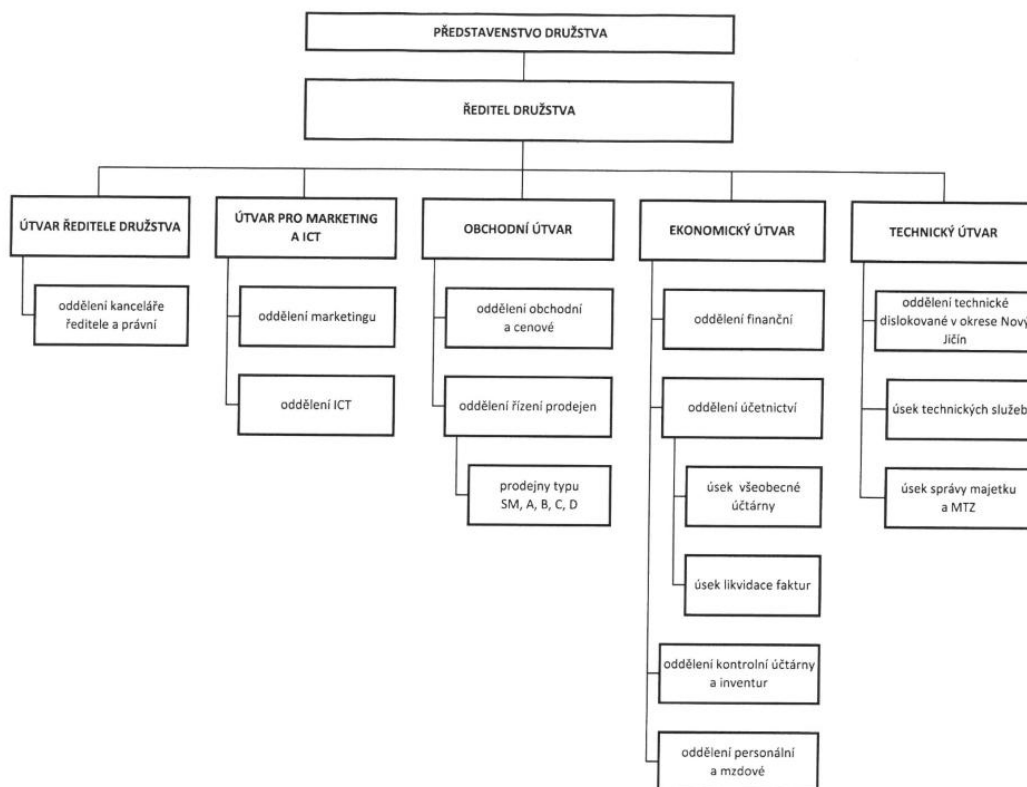 PŘEDSTAVENSTVO DRUŽSTVA
ŘEDITEL DRUŽSTVA
ÚTVAR ŘEDITELE DRUŽSTVA
oddělení kanceláře
ředitele a právní
ÚTVAR PRO MARKETING
A ICT
oddělení marketingu
oddělení ICT
OBCHODNÍ ÚTVAR
oddělení obchodní
a cenové
oddělení řízení prodejen
prodejny typu
SM, A, B, C, D
EKONOMICKÝ ÚTVAR
oddělení finanční
oddělení účetnictví
úsek všeobecné
účtárny
úsek likvidace faktur
oddělení kontrolní účtárny
a inventur
oddělení personální
a mzdové
TECHNICKÝ ÚTVAR
oddělení technické
dislokované v okrese Nový
Jičín
úsek technických služeb
úsek správy majetku
a MTZ